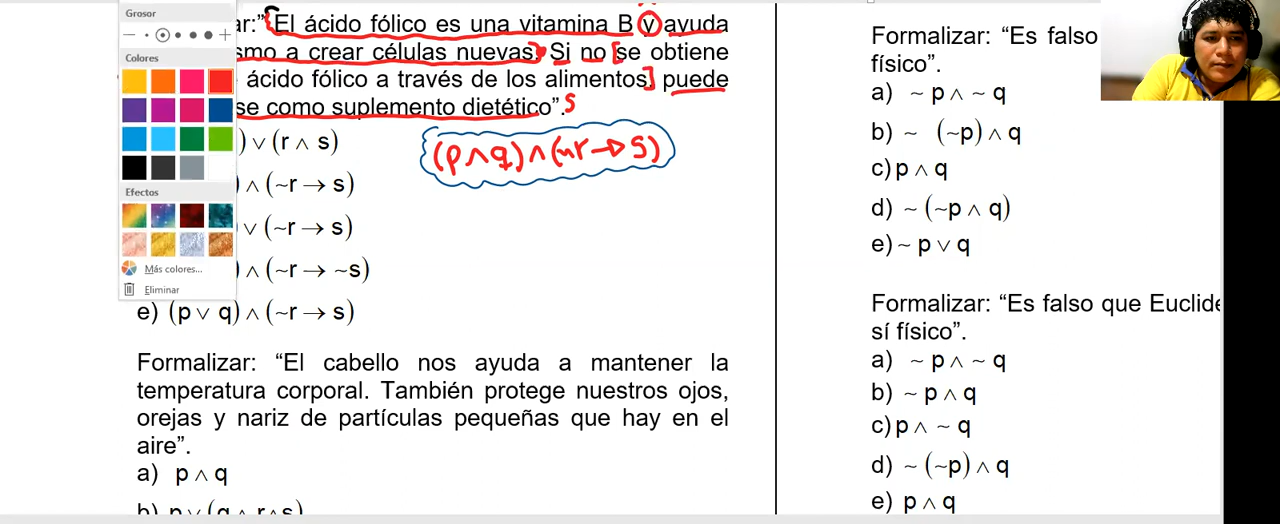 Grosor
Colores
Efectos
Más colores...
Eliminar
ar:" El ácido fólico es una vitamina B y ayuda
smo a crear células nuevas. Si no se obtiene
ácido fólico a través de los alimentos, puede
se como suplemento dietético". s
) ∨ (r ∧ s)
(p ∧ q) ∧ (~r → s)
) ∧ (~r → s)
∨ (~r → s)
∧ (~r → ~s)
e) (p ∨ q) ∧ (~r → s)
Formalizar: "El cabello nos ayuda a mantener la
temperatura corporal. También protege nuestros ojos,
orejas y nariz de partículas pequeñas que hay en el
aire".
a) p ∧ q
b) p ∨ (q ∧ r ∧ s)
Formalizar: "Es falso
físico".
a) ~ p ∧ ~ q
b) ~ (~p) ∧ q
c) p ∧ q
d) ~ (~p ∧ q)
e) ~ p ∨ q
Formalizar: "Es falso que Euclide
sí físico".
a) ~ p ∧ ~ q
b) ~ p ∧ q
c) p ∧ ~ q
d) ~ (~p) ∧ q
e) p ∧ q